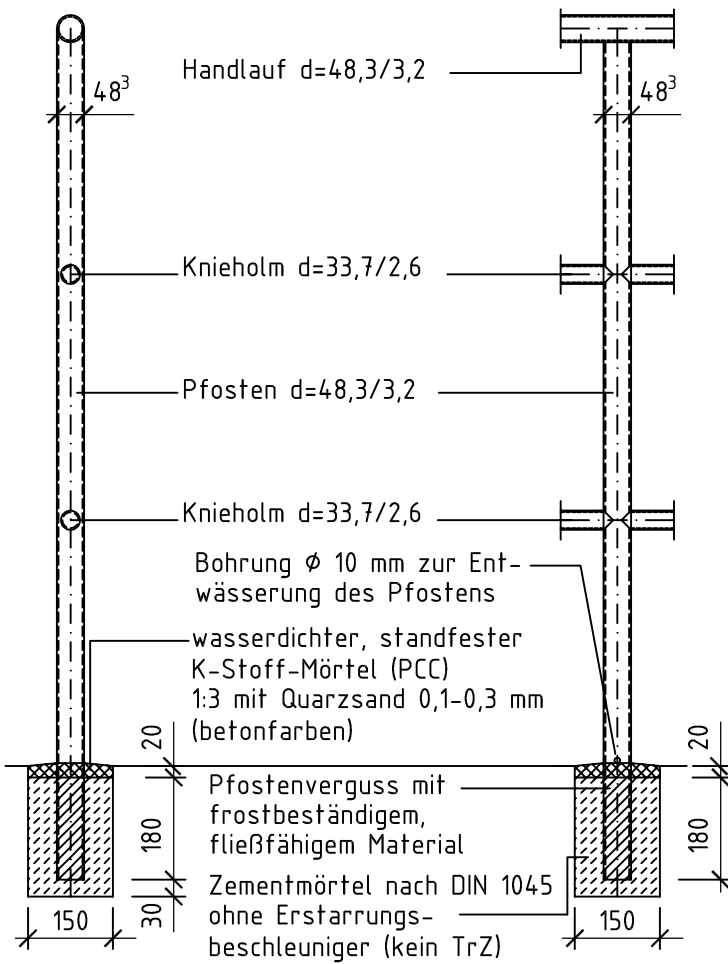 Handlauf d=48,3/3,2
48³
48³
Knieholm d=33,7/2,6
Pfosten d=48,3/3,2
Knieholm d=33,7/2,6
Bohrung Ø 10 mm zur Ent-
wässerung des Pfostens
wasserdichter, standfester
K-Stoff-Mörtel (PCC)
1:3 mit Quarzsand 0,1-0,3 mm
(betonfarben)
20
20
Pfostenverguss mit
frostbeständigem,
fließfähigem Material
180
180
Zementmörtel nach DIN 1045
ohne Erstarrungs-
beschleuniger (kein TrZ)
30
150
150